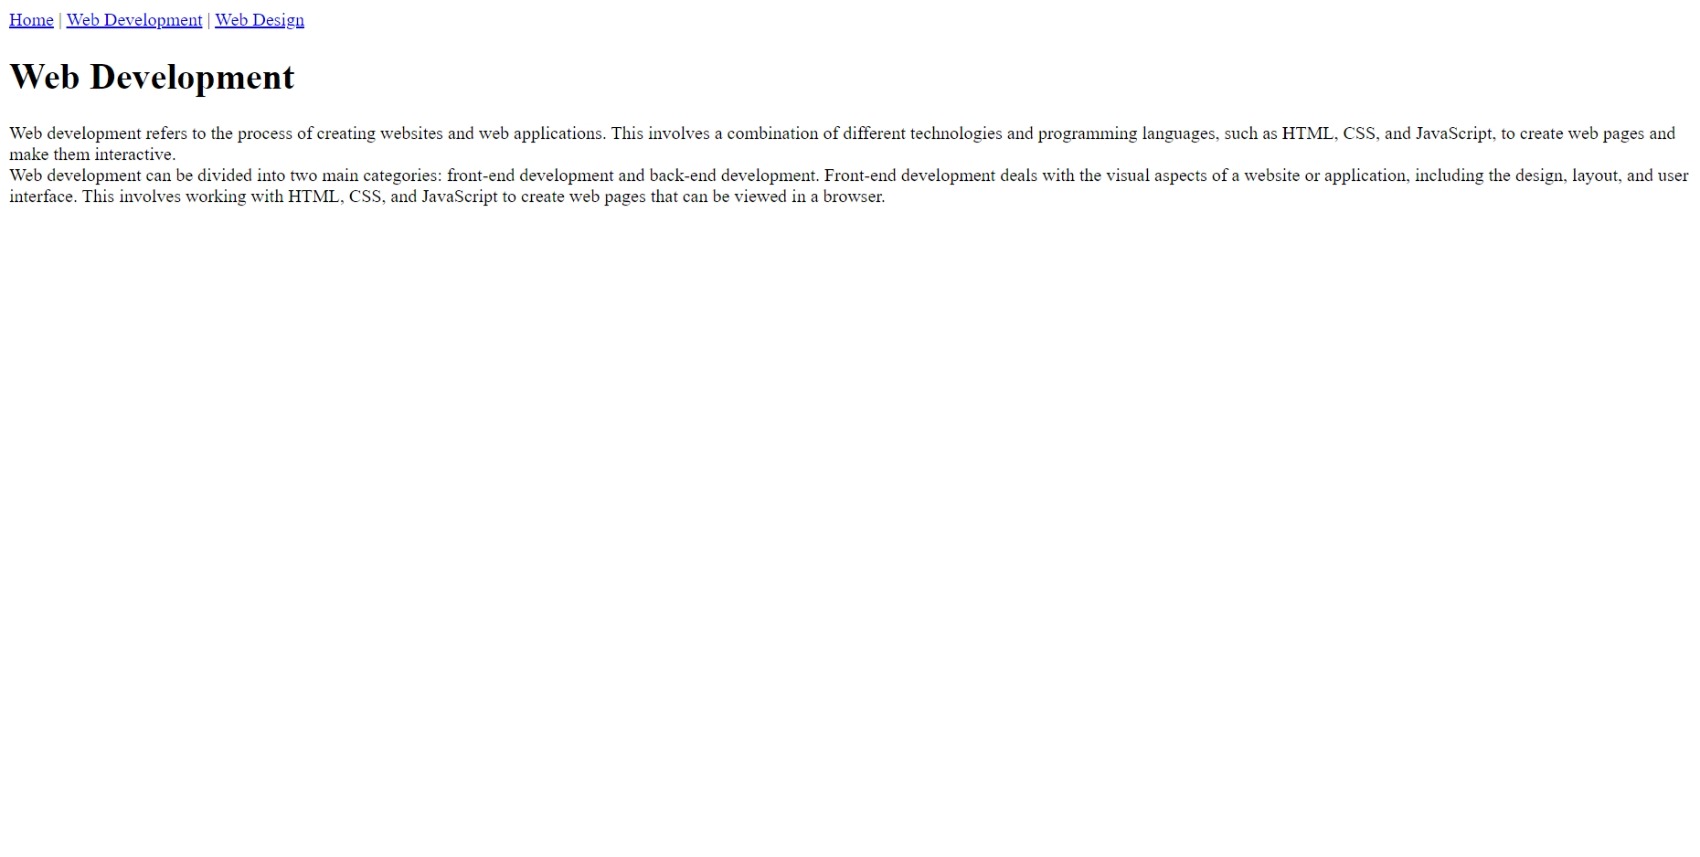 Home | Web Development | Web Design
Web Development
Web development refers to the process of creating websites and web applications. This involves a combination of different technologies and programming languages, such as HTML, CSS, and JavaScript, to create web pages and
make them interactive.
Web development can be divided into two main categories: front-end development and back-end development. Front-end development deals with the visual aspects of a website or application, including the design, layout, and user
interface. This involves working with HTML, CSS, and JavaScript to create web pages that can be viewed in a browser.